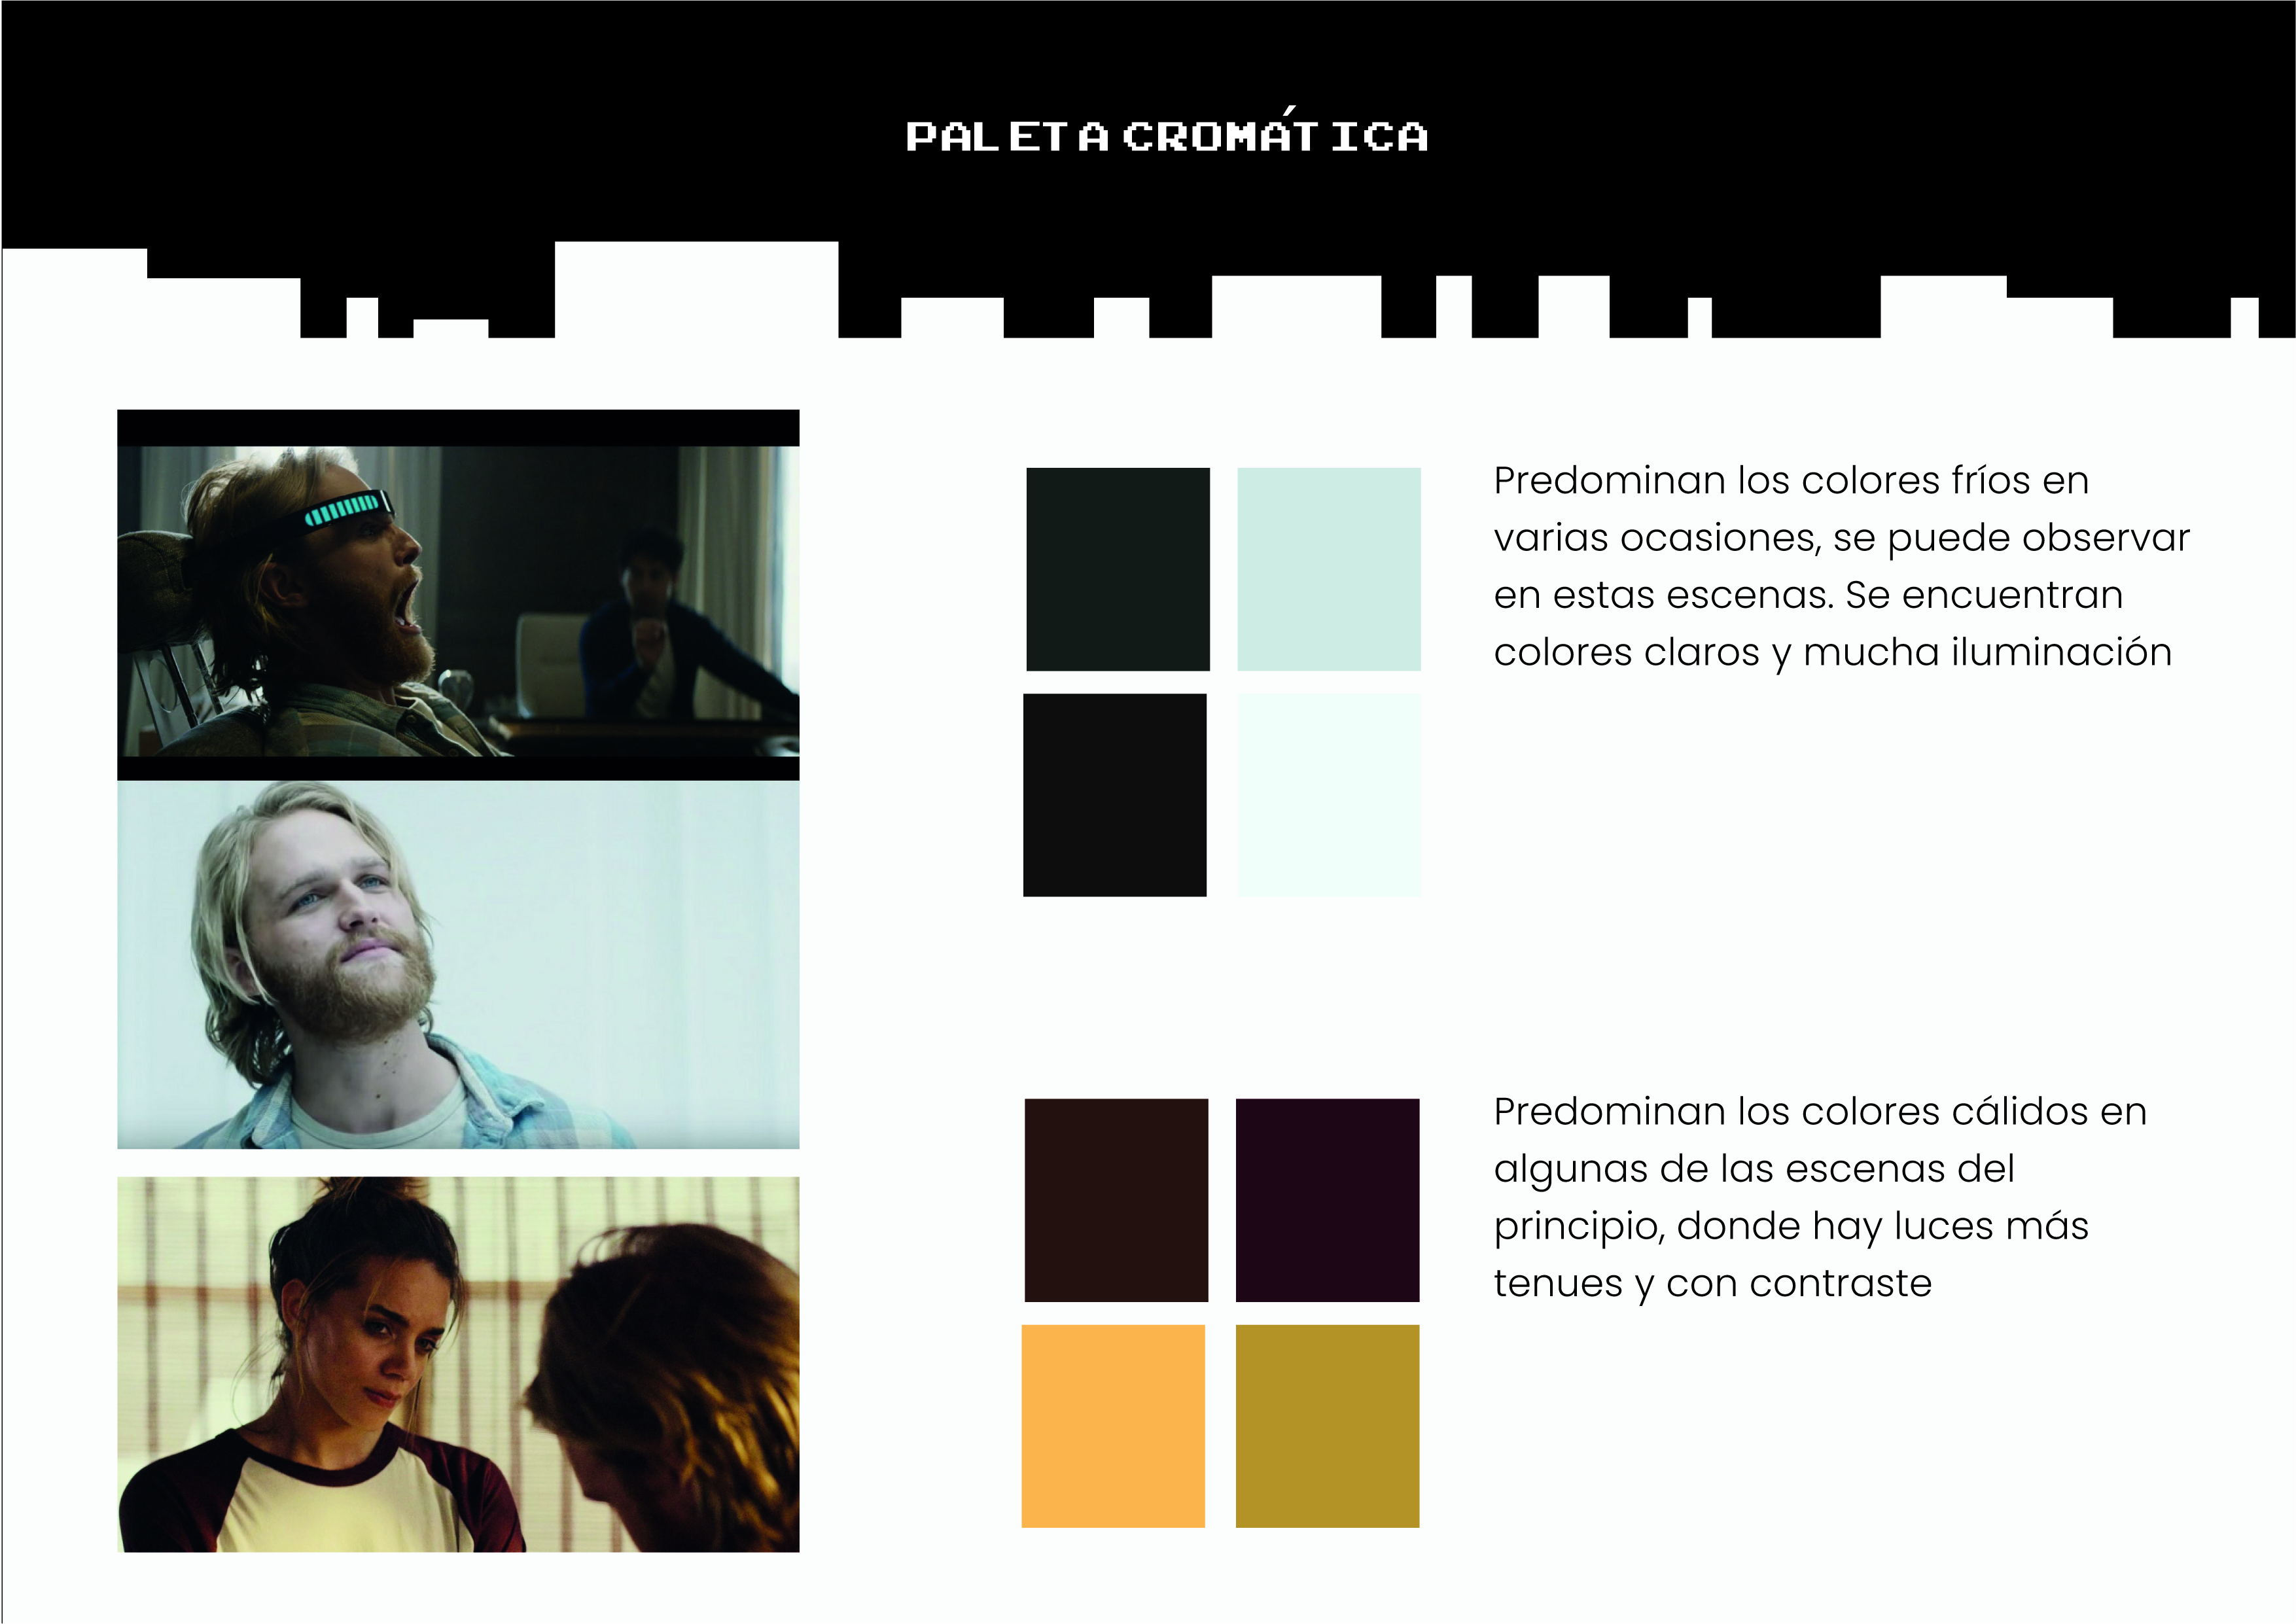 PALETA CROMÁTICA
Predominan los colores fríos en
varias ocasiones, se puede observar
en estas escenas. Se encuentran
colores claros y mucha iluminación
Predominan los colores cálidos en
algunas de las escenas del
principio, donde hay luces más
tenues y con contraste